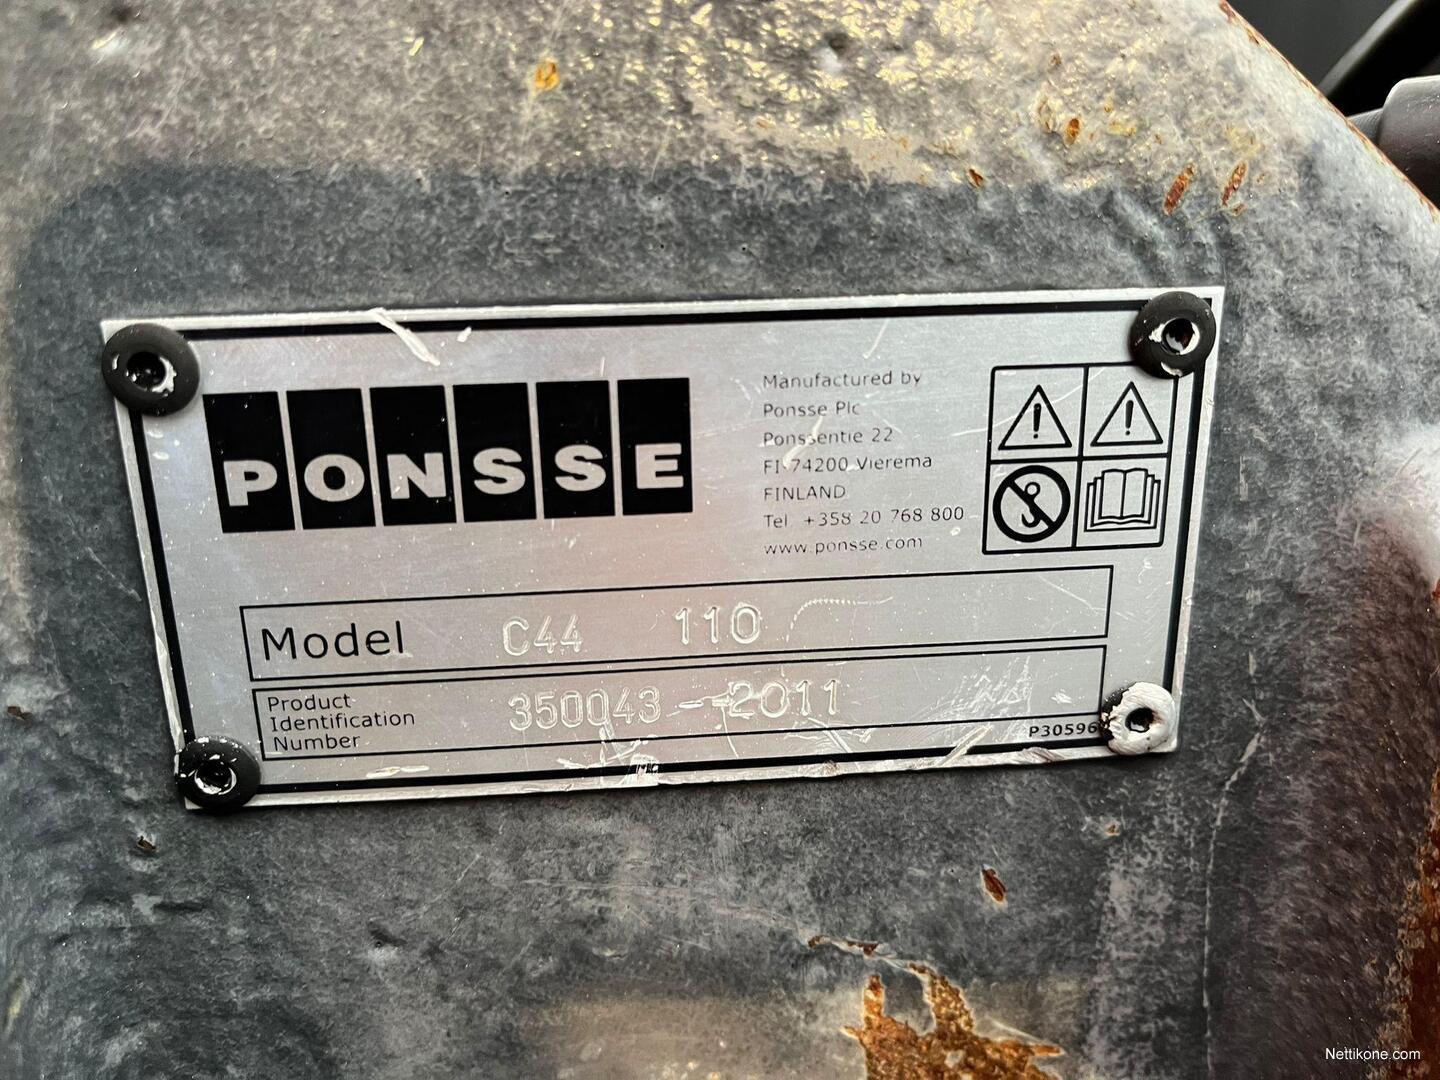 PONSSE
Manufactured by
Ponsse Plc
Ponssentie 22
FI-74200 Vierema
FINLAND
Tel +358 20 768 800
www.ponsse.com
Model C44 110
Product
Identification
Number
350043-2011
P30596
Nettikone.com